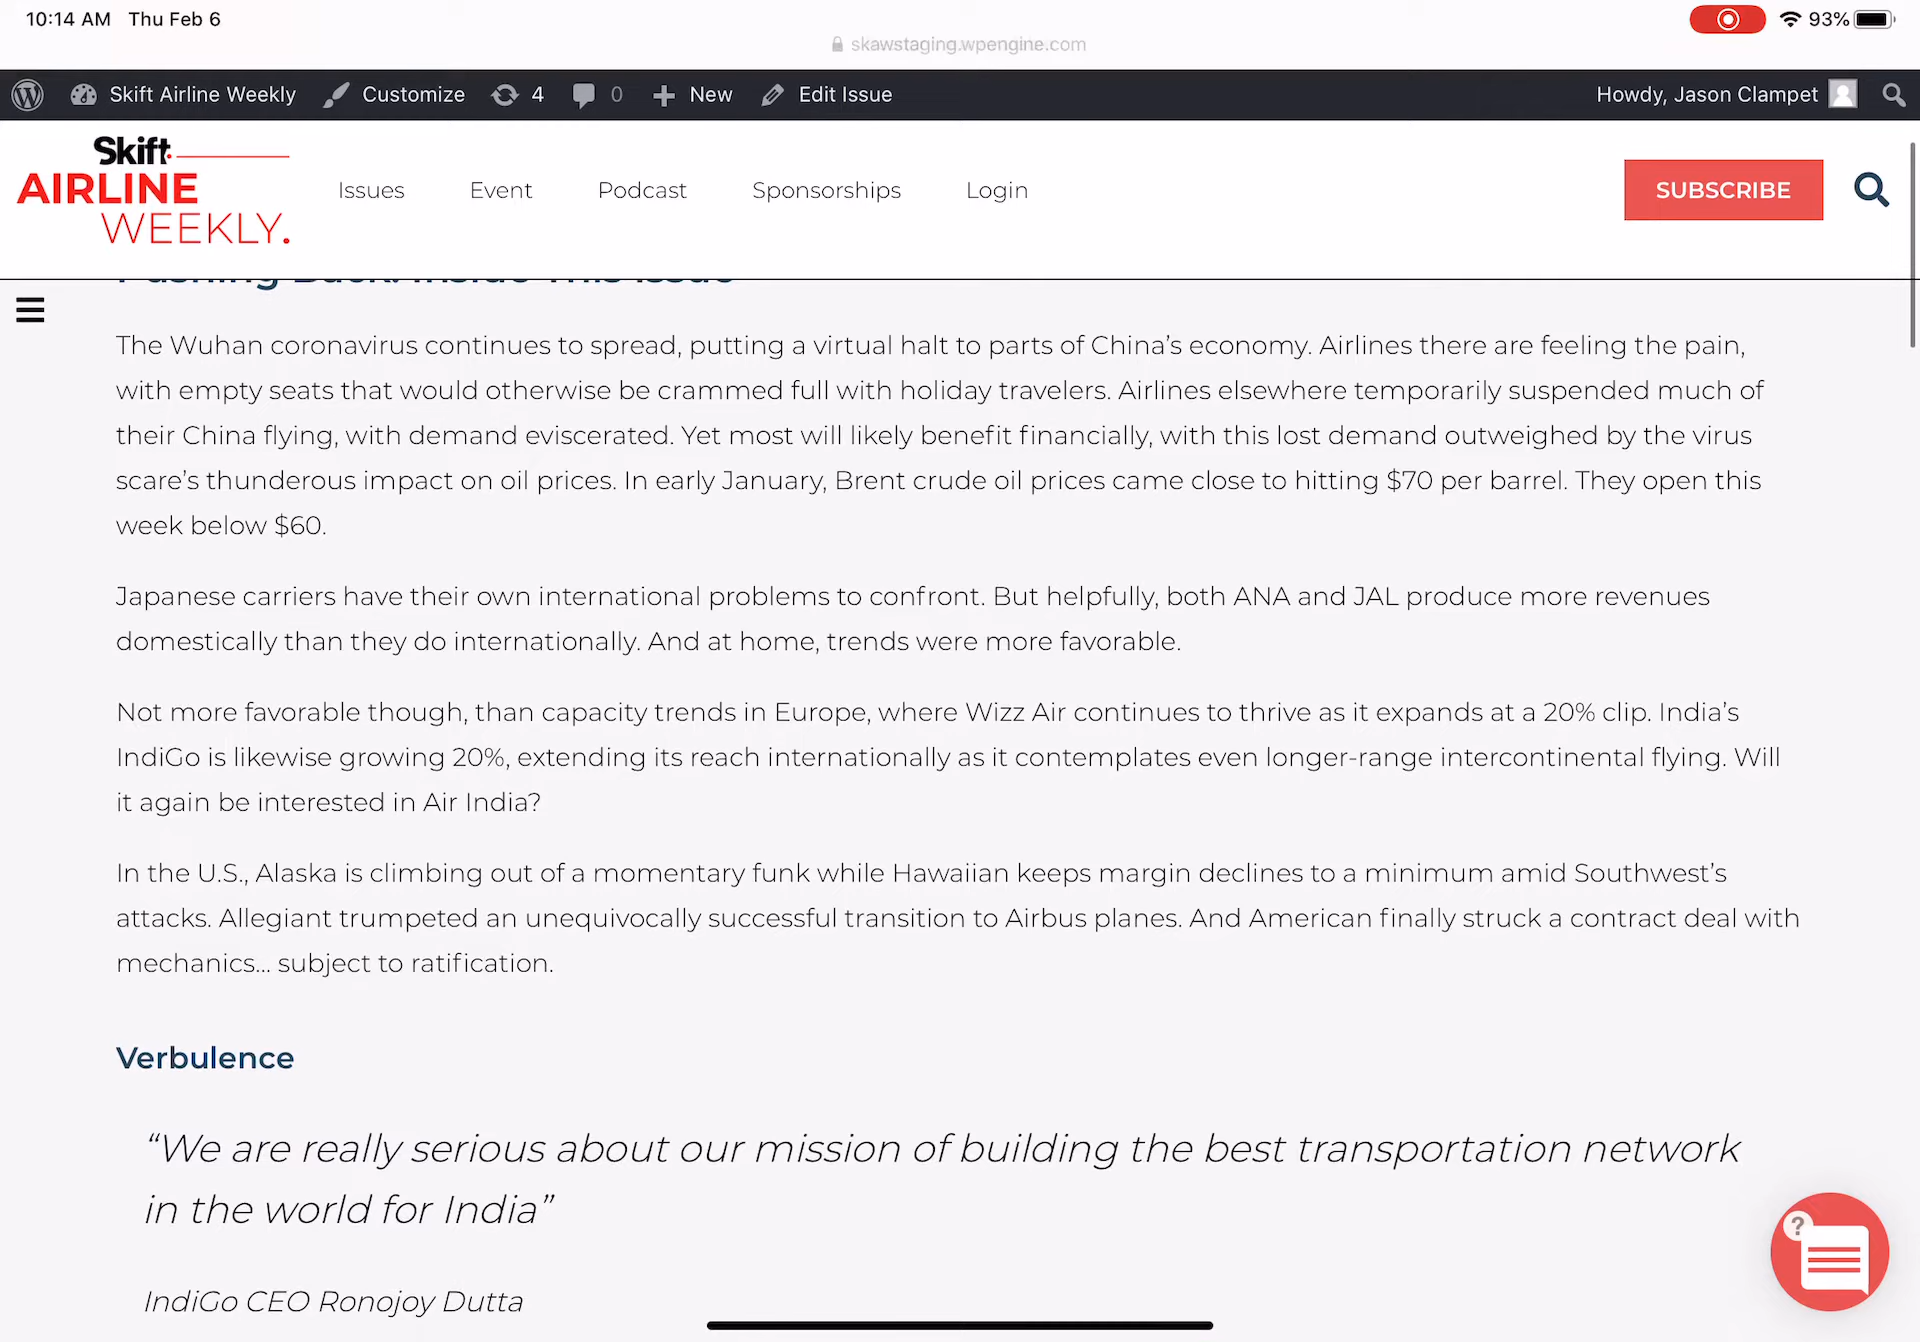 10:14 AM Thu Feb 6
93%
skawstaging.wpengine.com
Skift Airline Weekly Customize 4 0 + New Edit Issue Howdy, Jason Clampet
Skift
AIRLINE
WEEKLY.
Issues Event Podcast Sponsorships Login SUBSCRIBE
Pushing Back: Inside This Issue
The Wuhan coronavirus continues to spread, putting a virtual halt to parts of China’s economy. Airlines there are feeling the pain,
with empty seats that would otherwise be crammed full with holiday travelers. Airlines elsewhere temporarily suspended much of
their China flying, with demand eviscerated. Yet most will likely benefit financially, with this lost demand outweighed by the virus
scare’s thunderous impact on oil prices. In early January, Brent crude oil prices came close to hitting $70 per barrel. They open this
week below $60.
Japanese carriers have their own international problems to confront. But helpfully, both ANA and JAL produce more revenues
domestically than they do internationally. And at home, trends were more favorable.
Not more favorable though, than capacity trends in Europe, where Wizz Air continues to thrive as it expands at a 20% clip. India’s
IndiGo is likewise growing 20%, extending its reach internationally as it contemplates even longer-range intercontinental flying. Will
it again be interested in Air India?
In the U.S., Alaska is climbing out of a momentary funk while Hawaiian keeps margin declines to a minimum amid Southwest’s
attacks. Allegiant trumpeted an unequivocally successful transition to Airbus planes. And American finally struck a contract deal with
mechanics... subject to ratification.
Verbulence
“We are really serious about our mission of building the best transportation network
in the world for India”
IndiGo CEO Ronojoy Dutta
?